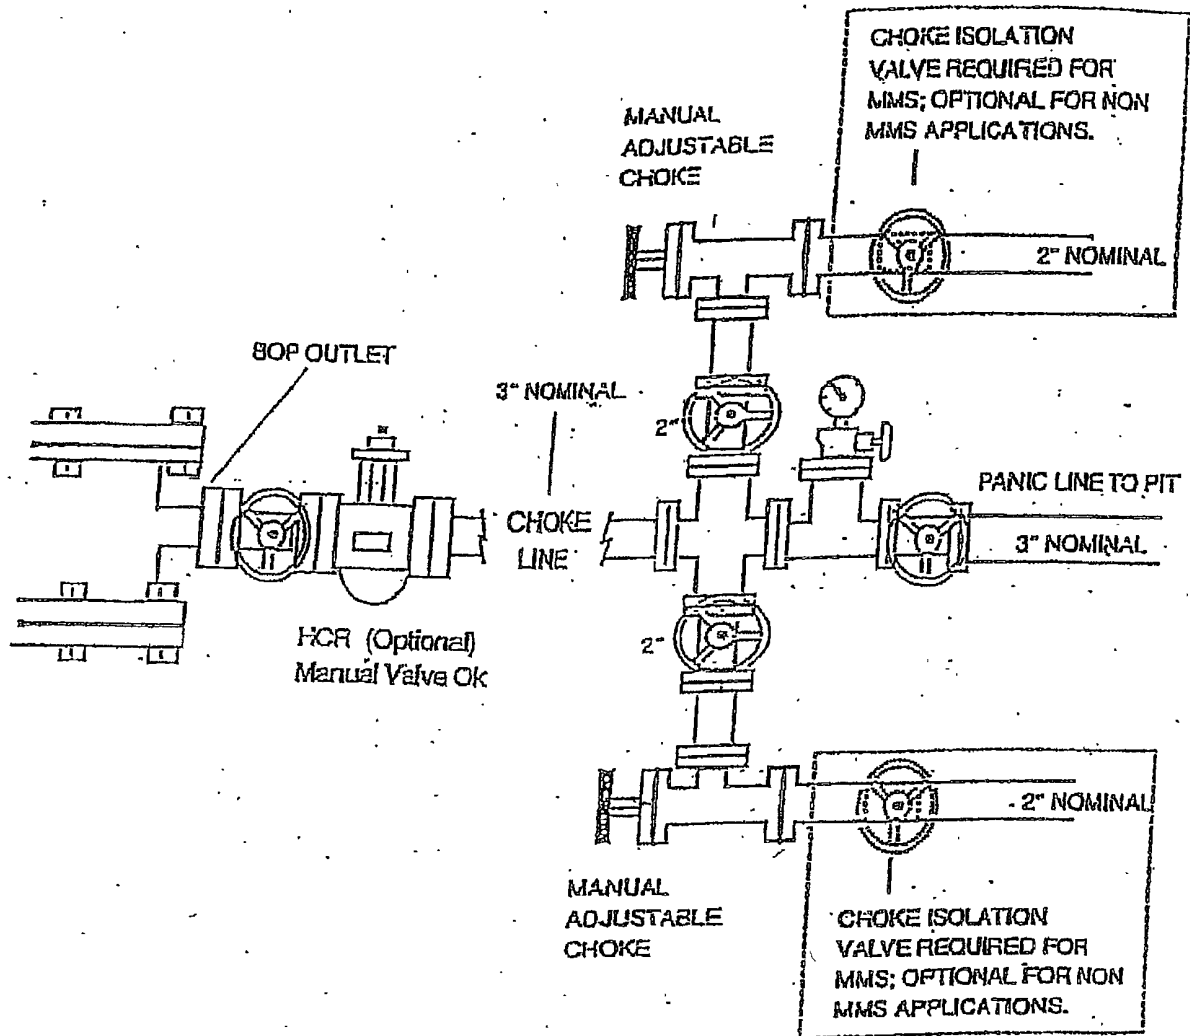 CHOKE ISOLATION
VALVE REQUIRED FOR
MMS; OPTIONAL FOR NON
MMS APPLICATIONS.
MANUAL
ADJUSTABLE
CHOKE
2" NOMINAL
BOP OUTLET
3" NOMINAL
2"
PANIC LINE TO PIT
CHOKE
LINE
3" NOMINAL
HCR (Optional)
Manual Valve Ok
2"
2" NOMINAL
MANUAL
ADJUSTABLE
CHOKE
CHOKE ISOLATION
VALVE REQUIRED FOR
MMS; OPTIONAL FOR NON
MMS APPLICATIONS.